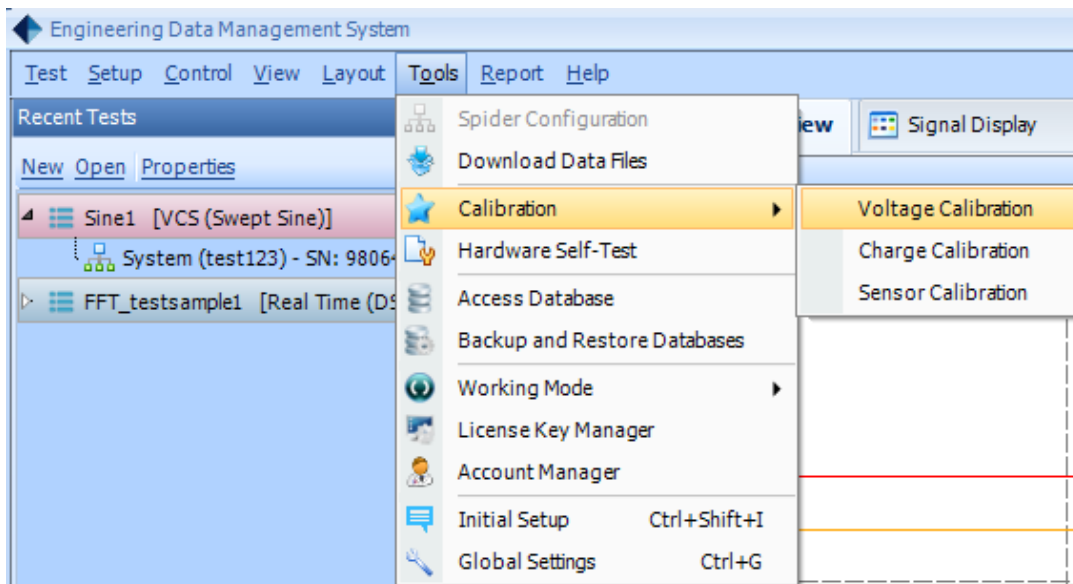 Engineering Data Management System
Test Setup Control View Layout Tools Report Help
Recent Tests
New Open Properties
Sine1 [VCS (Swept Sine)]
System (test123) - SN: 9806
FFT_testsample1 [Real Time (DS
Spider Configuration
Download Data Files
Calibration
Hardware Self-Test
Access Database
Backup and Restore Databases
Working Mode
License Key Manager
Account Manager
Initial Setup Ctrl+Shift+I
Global Settings Ctrl+G
iew
Signal Display
Voltage Calibration
Charge Calibration
Sensor Calibration